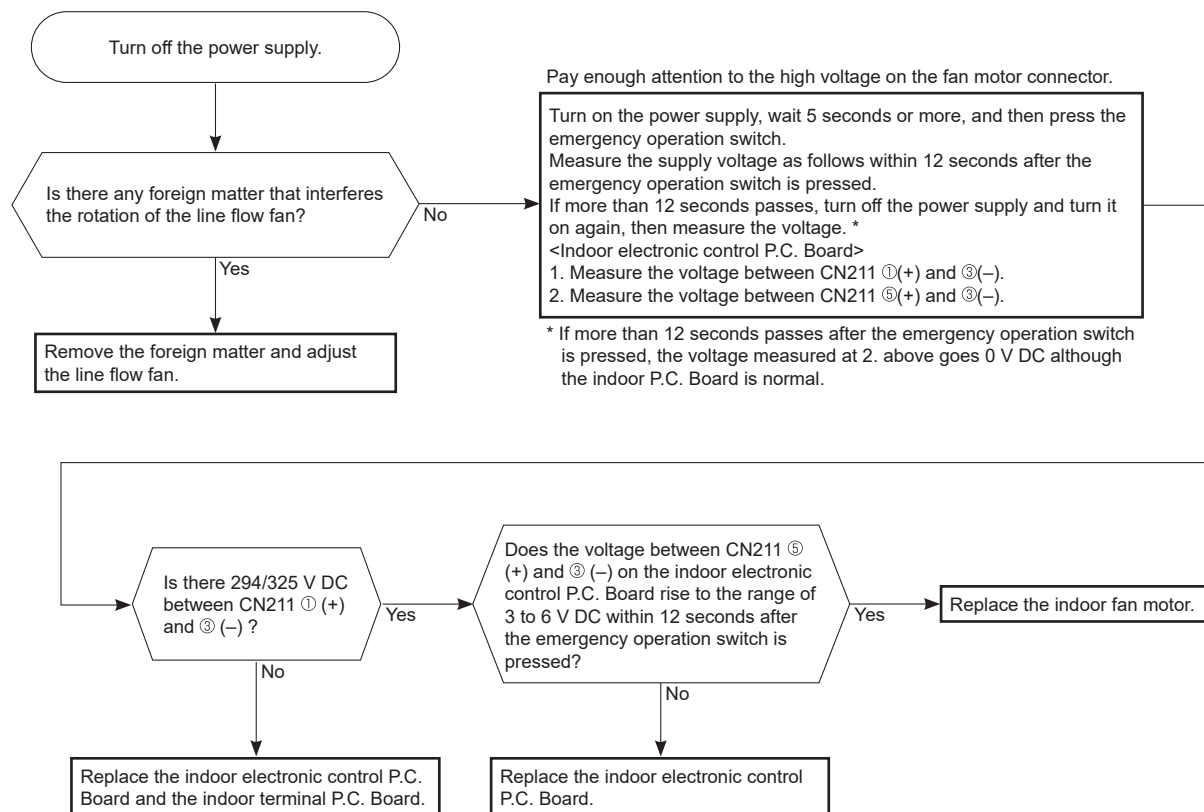 Turn off the power supply.
Is there any foreign matter that interferes
the rotation of the line flow fan?
No
Yes
Remove the foreign matter and adjust
the line flow fan.
Pay enough attention to the high voltage on the fan motor connector.
Turn on the power supply, wait 5 seconds or more, and then press the
emergency operation switch.
Measure the supply voltage as follows within 12 seconds after the
emergency operation switch is pressed.
If more than 12 seconds passes, turn off the power supply and turn it
on again, then measure the voltage. *
<Indoor electronic control P.C. Board>
1. Measure the voltage between CN211 ①(+) and ③(–).
2. Measure the voltage between CN211 ⑤(+) and ③(–).
* If more than 12 seconds passes after the emergency operation switch
is pressed, the voltage measured at 2. above goes 0 V DC although
the indoor P.C. Board is normal.
Is there 294/325 V DC
between CN211 ① (+)
and ③ (–) ?
Yes
No
Replace the indoor electronic control P.C.
Board and the indoor terminal P.C. Board.
Does the voltage between CN211 ⑤
(+) and ③ (–) on the indoor electronic
control P.C. Board rise to the range of
3 to 6 V DC within 12 seconds after
the emergency operation switch is
pressed?
Yes
No
Replace the indoor electronic control
P.C. Board.
Replace the indoor fan motor.